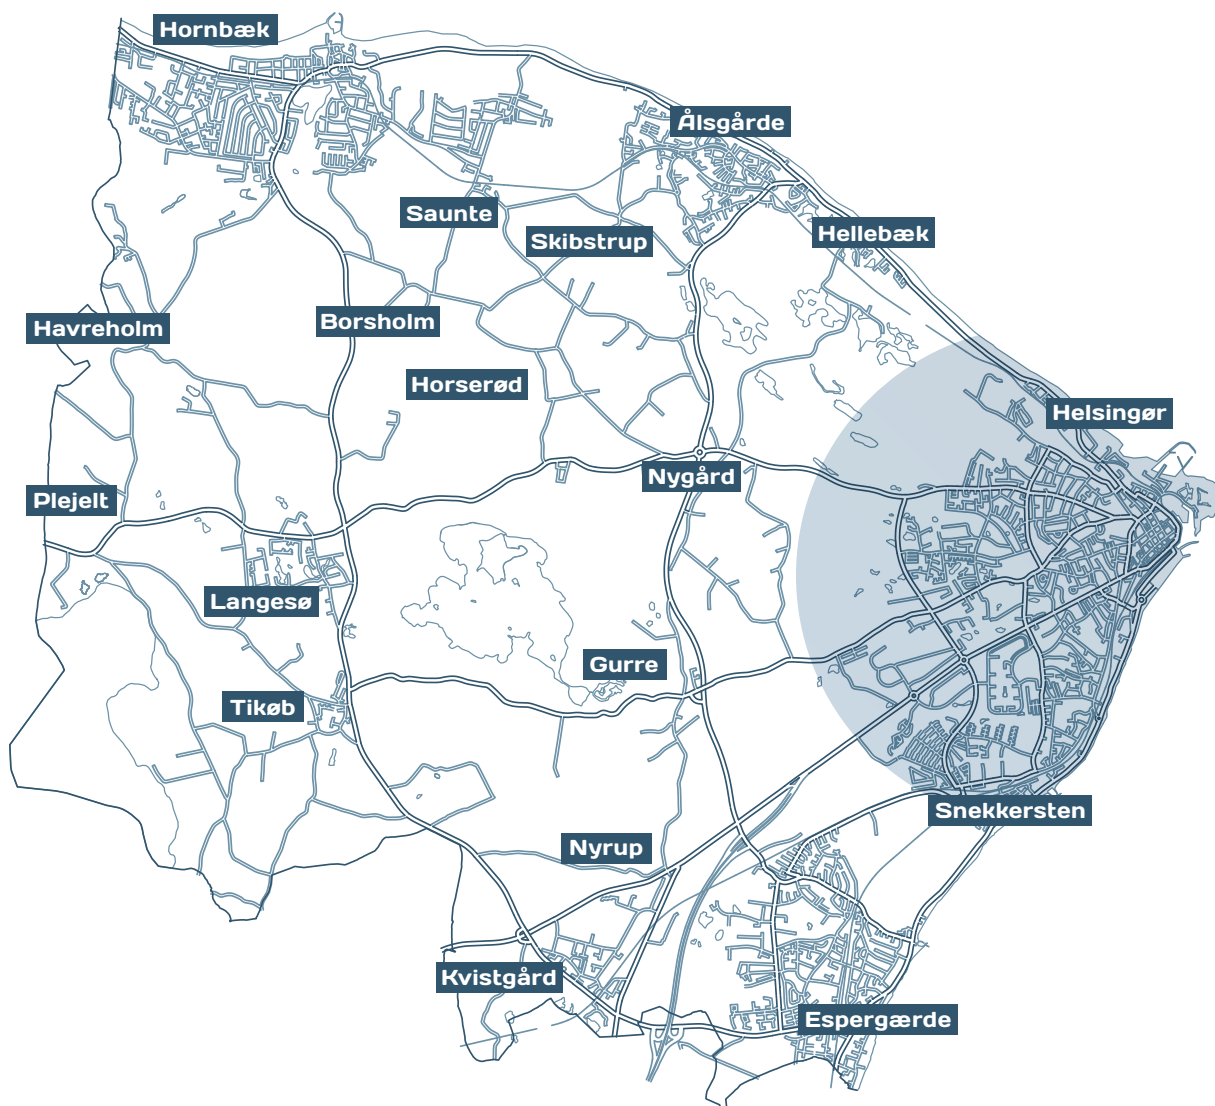 Hornbæk
Ålsgårde
Saunte
Skibstrup
Hellebæk
Havreholm
Borsholm
Horserød
Helsingør
Nygård
Plejelt
Langesø
Gurre
Tikøb
Snekkersten
Nyrup
Kvistgård
Espergærde